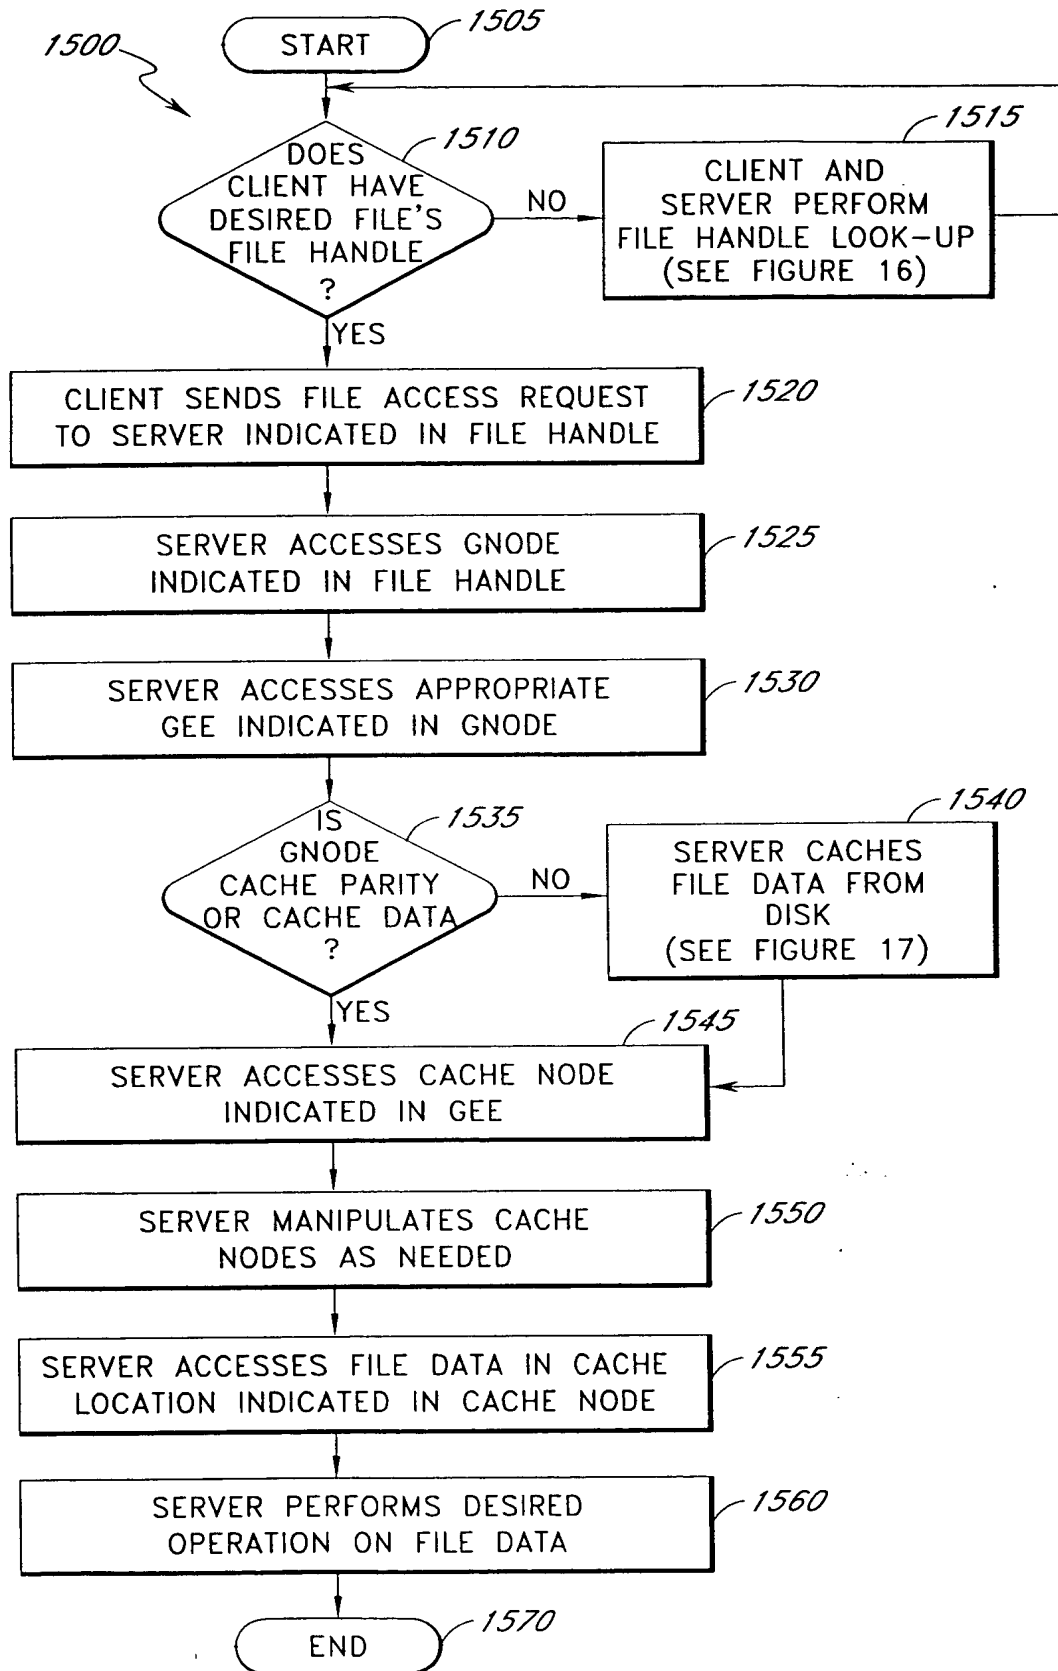 1500
START
1505
DOES
CLIENT HAVE
DESIRED FILE'S
FILE HANDLE
?
1510
NO
CLIENT AND
SERVER PERFORM
FILE HANDLE LOOK-UP
(SEE FIGURE 16)
1515
YES
CLIENT SENDS FILE ACCESS REQUEST
TO SERVER INDICATED IN FILE HANDLE
1520
SERVER ACCESSES GNODE
INDICATED IN FILE HANDLE
1525
SERVER ACCESSES APPROPRIATE
GEE INDICATED IN GNODE
1530
IS
GNODE
CACHE PARITY
OR CACHE DATA
?
1535
NO
SERVER CACHES
FILE DATA FROM
DISK
(SEE FIGURE 17)
1540
YES
SERVER ACCESSES CACHE NODE
INDICATED IN GEE
1545
SERVER MANIPULATES CACHE
NODES AS NEEDED
1550
SERVER ACCESSES FILE DATA IN CACHE
LOCATION INDICATED IN CACHE NODE
1555
SERVER PERFORMS DESIRED
OPERATION ON FILE DATA
1560
END
1570